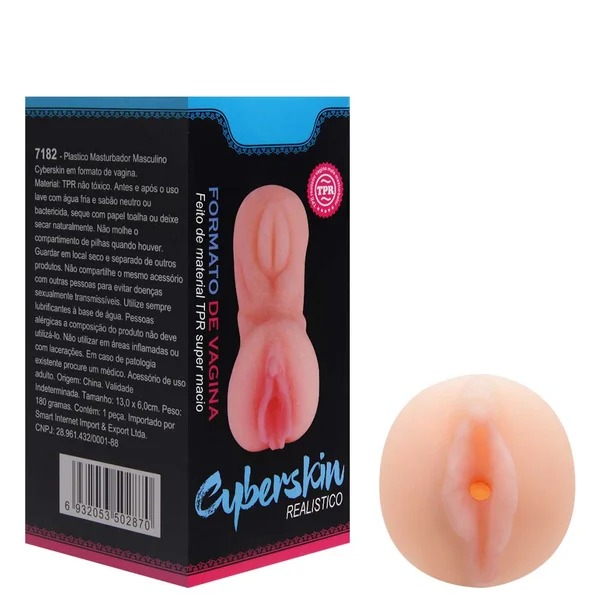 7182 - Plastico Masturbador Masculino
Cyberskin em formato de vagina.
Material: TPR não tóxico. Antes e após o uso
lave com água fria e sabão neutro ou
bactericida, seque com papel toalha ou deixe
secar naturalmente. Não molhe o
compartimento de pilhas quando houver.
Guardar em local seco e separado de outros
produtos. Não compartilhe o mesmo acessório
com outras pessoas para evitar doenças
sexualmente transmissíveis. Utilize sempre
lubrificantes à base de água. Pessoas
alérgicas a composição do produto não deve
utilizá-lo. Não utilizar em áreas inflamadas ou
com lacerações. Em caso de patologia
existente procure um médico. Acessório de uso
adulto. Origem: China. Validade
Indeterminada. Tamanho: 13,0 x 6,0cm. Peso:
180 gramas. Contém: 1 peça. Importado por
Smart Internet Import & Export Ltda.
CNPJ: 28.961.432/0001-88
6 932053 502870
FORMATO DE VAGINA
Feito de material TPR super macio
TPR
Cyberskin
REALISTICO